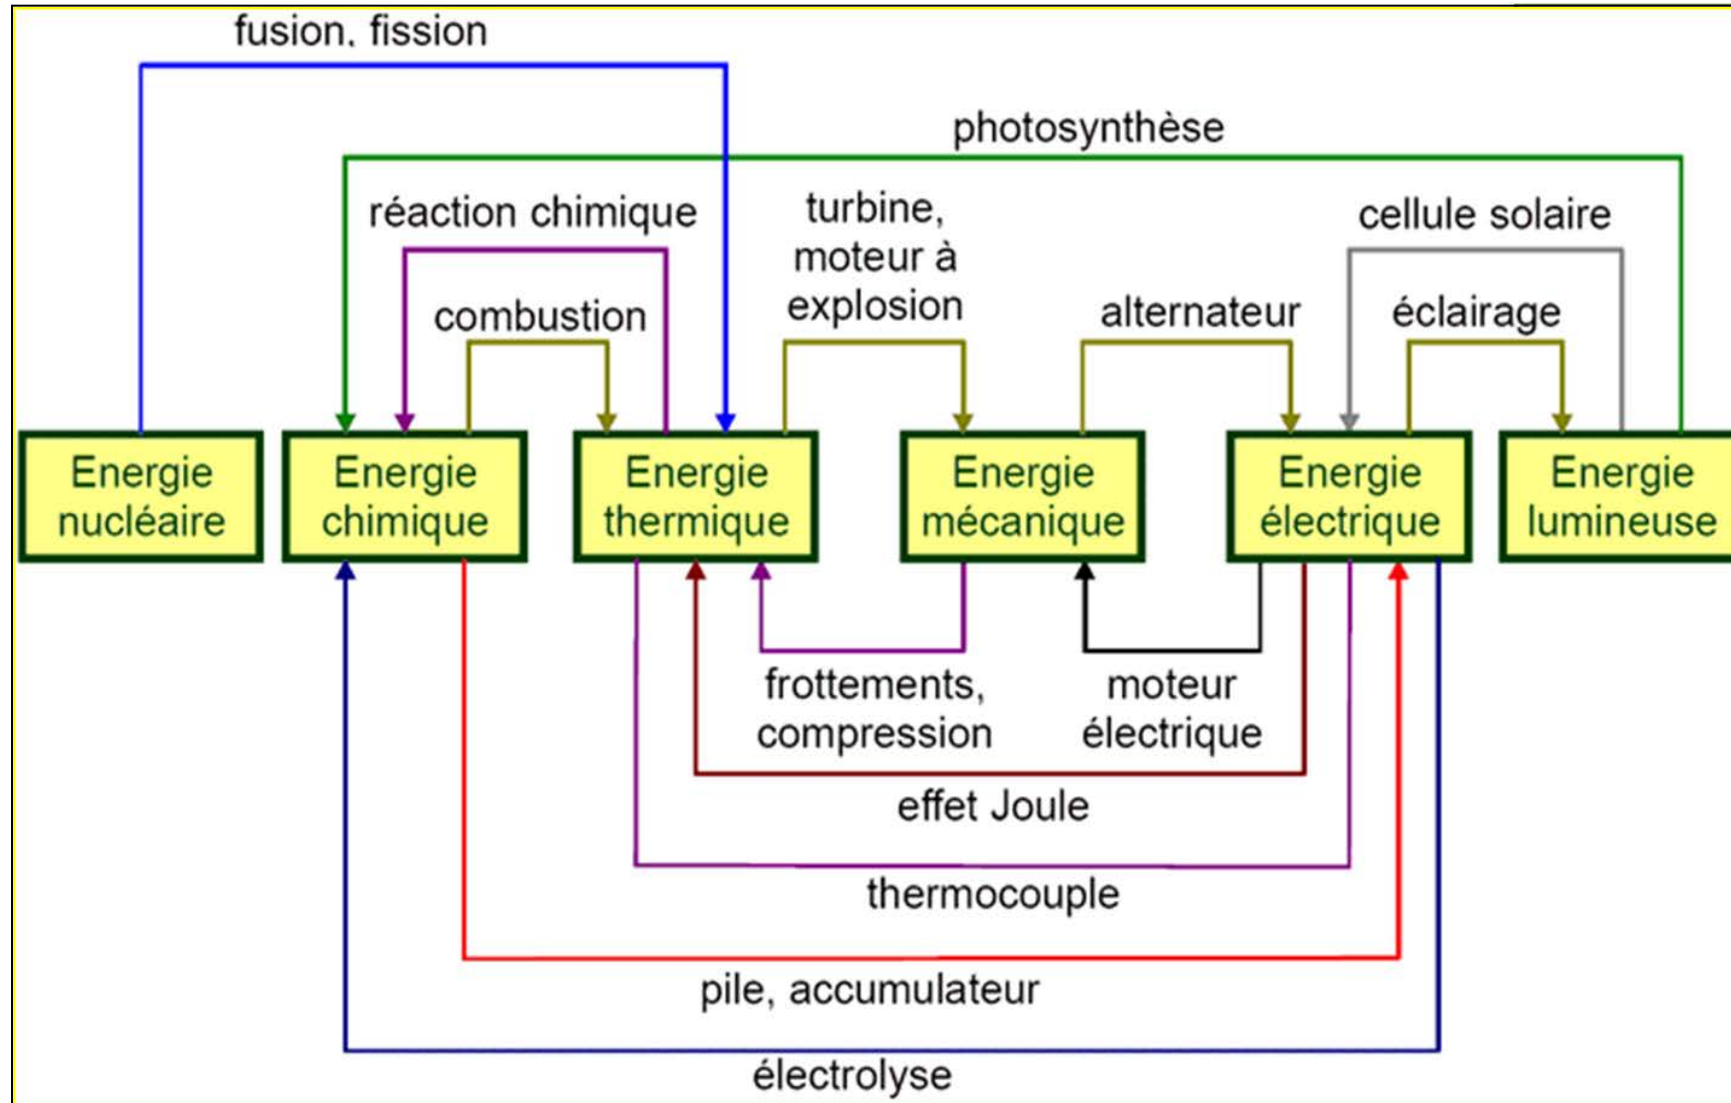 fusion, fission
photosynthèse
réaction chimique
turbine,
moteur à
explosion
cellule solaire
combustion
alternateur
éclairage
Energie
nucléaire
Energie
chimique
Energie
thermique
Energie
mécanique
Energie
électrique
Energie
lumineuse
frottements,
compression
moteur
électrique
effet Joule
thermocouple
pile, accumulateur
électrolyse